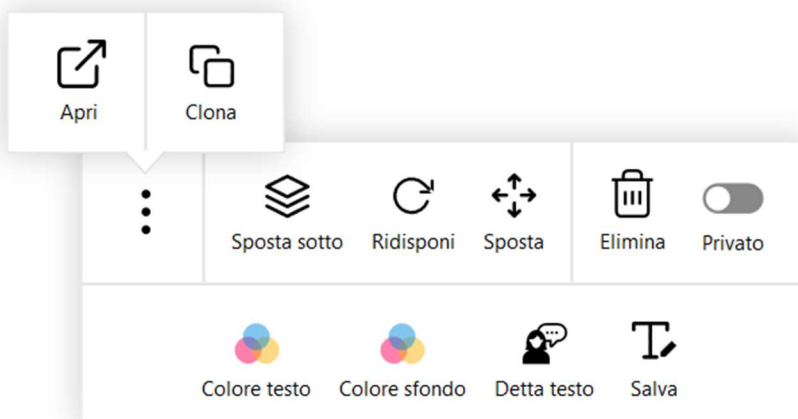 Apri
Clona
Sposta sotto
Ridisponi
Sposta
Elimina
Privato
Colore testo
Colore sfondo
Detta testo
Salva